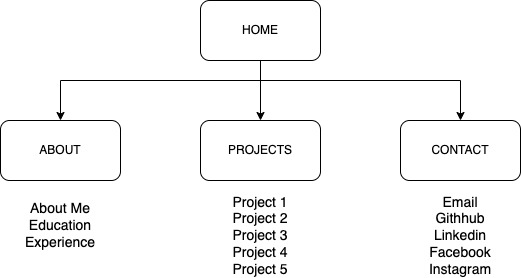 HOME
ABOUT
PROJECTS
CONTACT
About Me
Education
Experience
Project 1
Project 2
Project 3
Project 4
Project 5
Email
Githhub
Linkedin
Facebook
Instagram